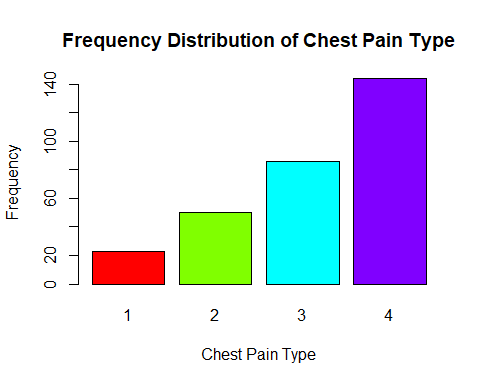 Frequency Distribution of Chest Pain Type
Frequency
140
100
60
20
0
1 2 3 4
Chest Pain Type